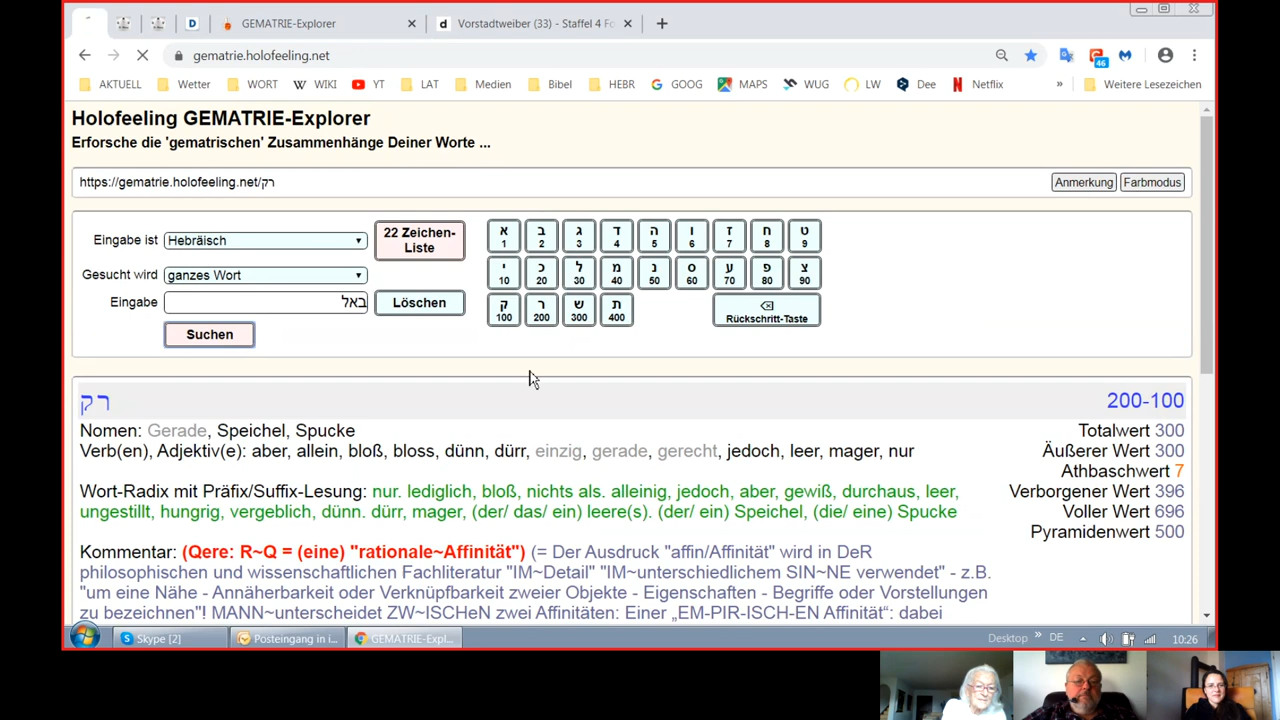 GEMATRIE-Explorer
Vorstadtweiber (33) - Staffel 4 Fo
gematrie.holofeeling.net
46
AKTUELL Wetter WORT WIKI YT LAT Medien Bibel HEBR GOOG MAPS WUG LW Dee Netflix » Weitere Lesezeichen
Holofeeling GEMATRIE-Explorer
Erforsche die 'gematrischen' Zusammenhänge Deiner Worte ...
https://gematrie.holofeeling.net/רק
Anmerkung Farbmodus
Eingabe ist Hebräisch
22 Zeichen-
Liste
Gesucht wird ganzes Wort
Eingabe באל Löschen
Suchen
א ב ג ד ה ו ז ח ט
1 2 3 4 5 6 7 8 9
י כ ל מ נ ס ע פ צ
10 20 30 40 50 60 70 80 90
ק ר ש ת
100 200 300 400
Rückschritt-Taste
רק 200-100
Nomen: Gerade, Speichel, Spucke
Verb(en), Adjektiv(e): aber, allein, bloß, bloss, dünn, dürr, einzig, gerade, gerecht, jedoch, leer, mager, nur
Totalwert 300
Äußerer Wert 300
Athbaschwert 7
Verborgener Wert 396
Voller Wert 696
Pyramidenwert 500
Wort-Radix mit Präfix/Suffix-Lesung: nur. lediglich, bloß, nichts als. alleinig, jedoch, aber, gewiß, durchaus, leer,
ungestillt, hungrig, vergeblich, dünn. dürr, mager, (der/ das/ ein) leere(s). (der/ ein) Speichel, (die/ eine) Spucke
Kommentar: (Qere: R~Q = (eine) "rationale~Affinität") (= Der Ausdruck "affin/Affinität" wird in DeR
philosophischen und wissenschaftlichen Fachliteratur "IM~Detail" "IM~unterschiedlichem SIN~NE verwendet" - z.B.
"um eine Nähe - Annäherbarkeit oder Verknüpfbarkeit zweier Objekte - Eigenschaften - Begriffe oder Vorstellungen
zu bezeichnen"! MANN~unterscheidet ZW~ISCHeN zwei Affinitäten: Einer „EM-PIR-ISCH-EN Affinität“: dabei
Skype [2] Posteingang in i... GEMATRIE-Expl... Desktop » DE 10:26